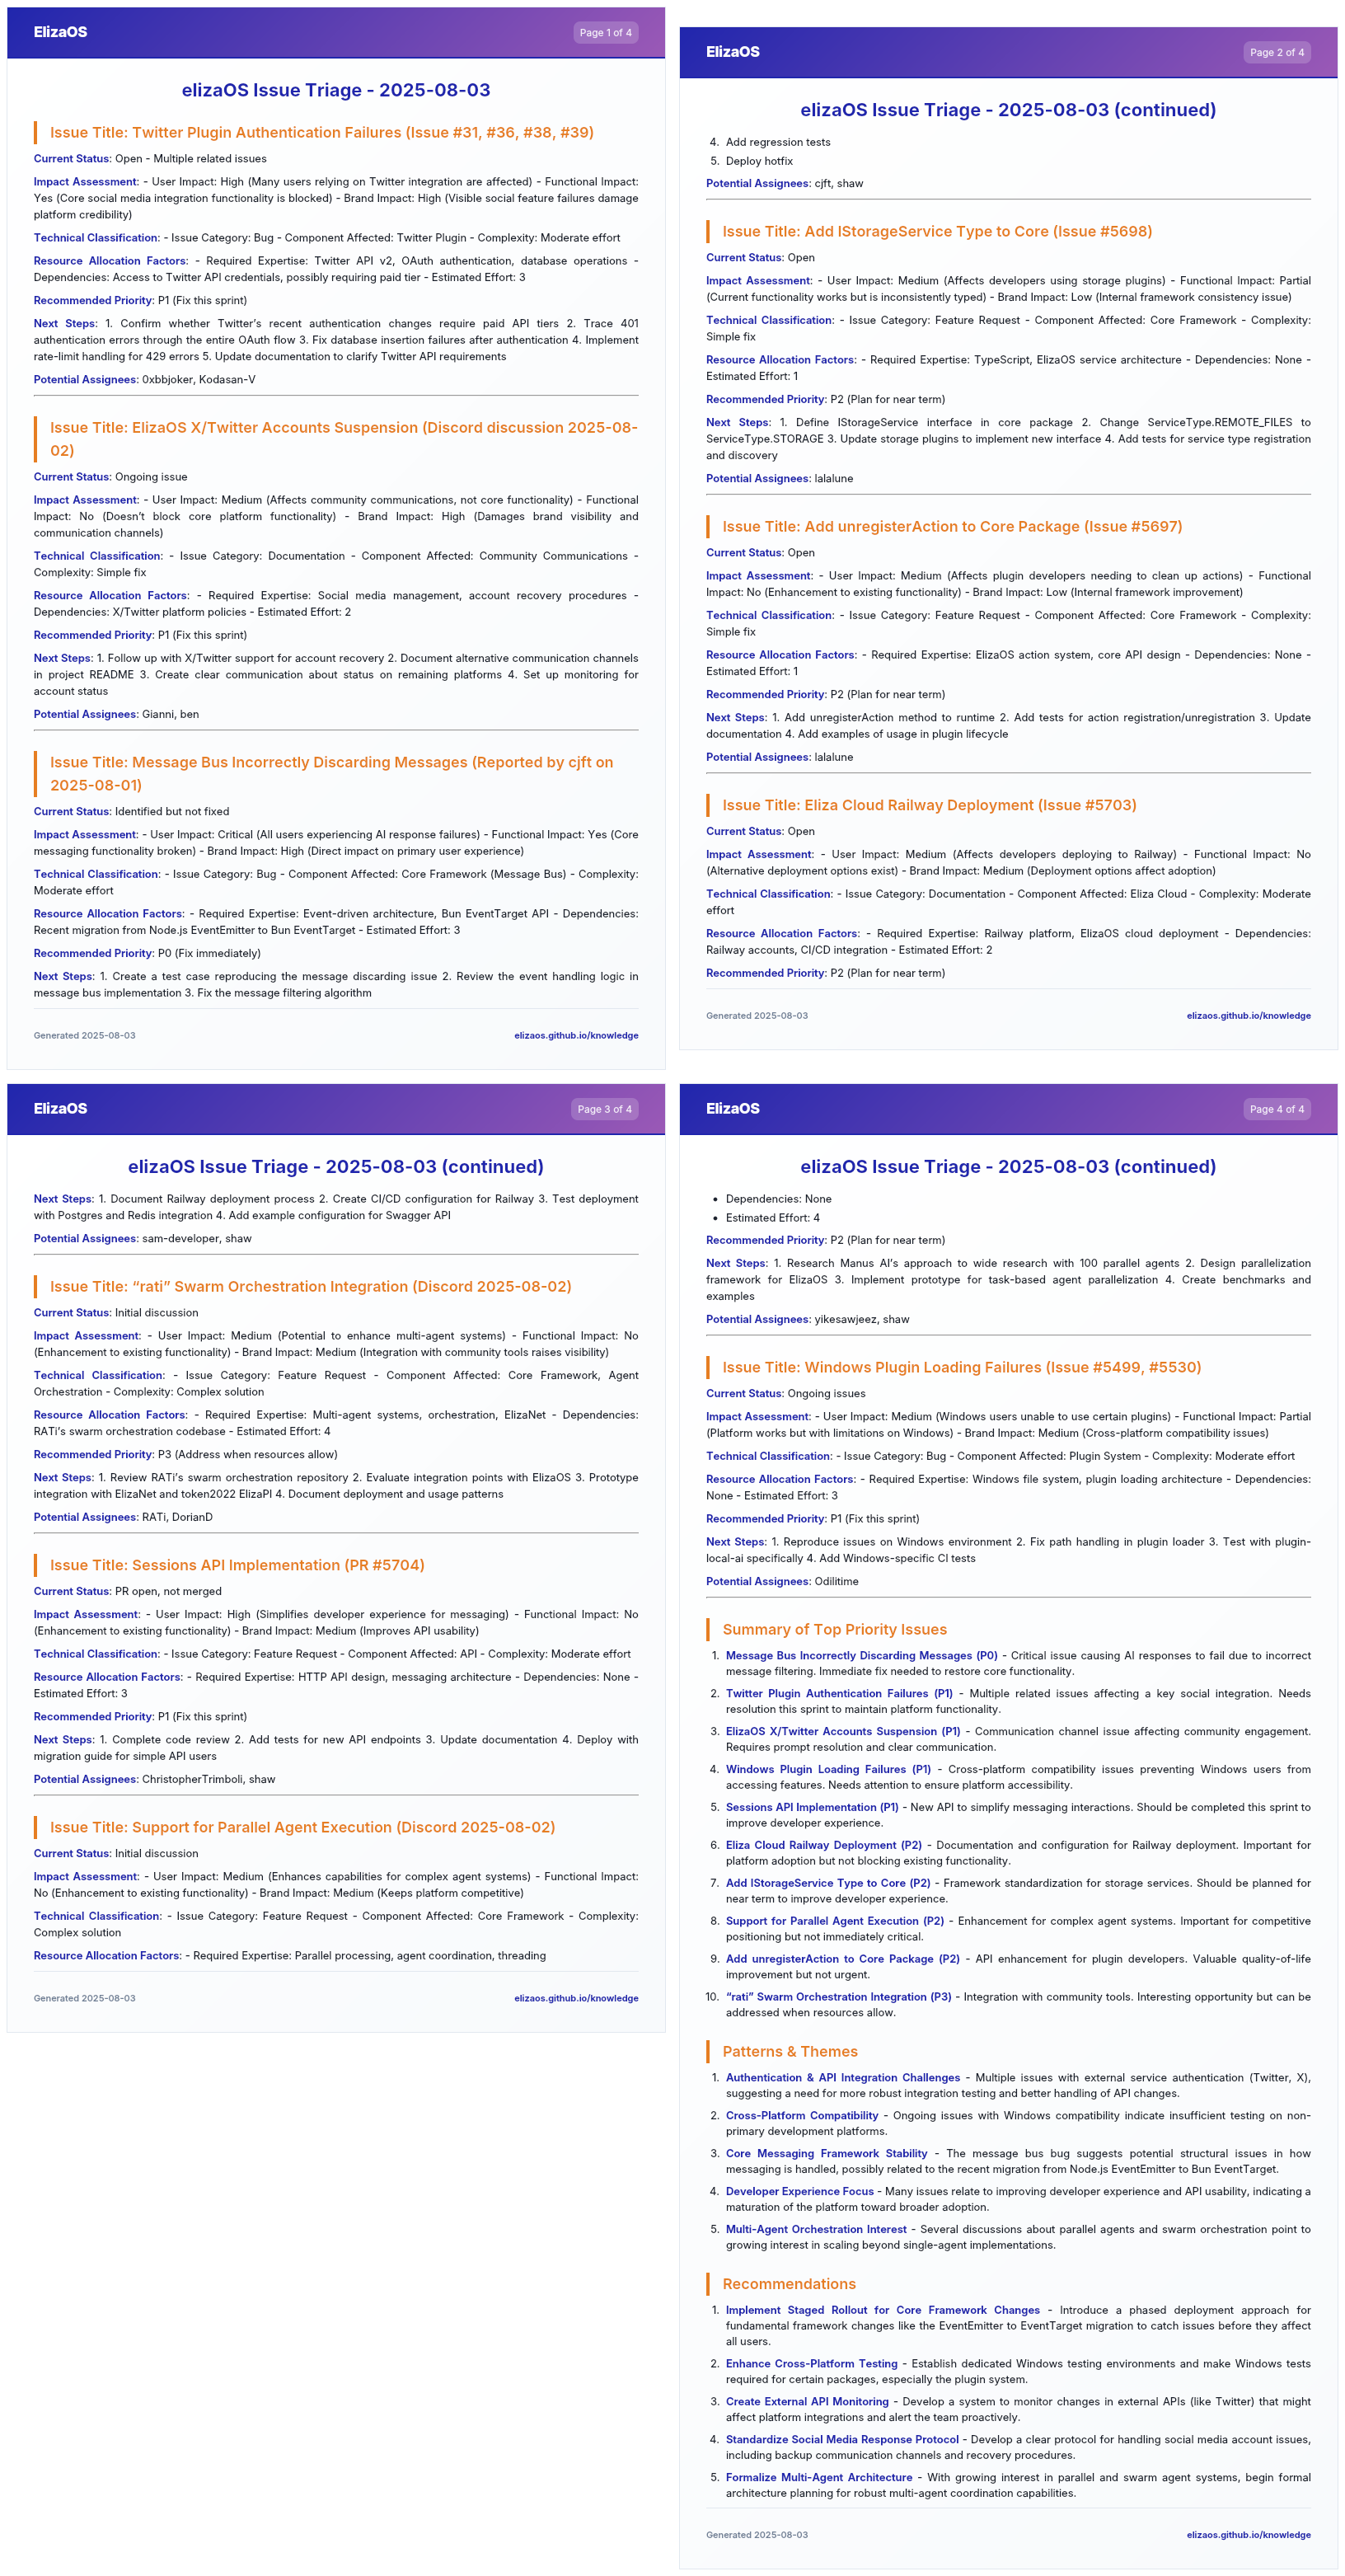 ElizaOS
Page 1 of 4
elizaOS Issue Triage - 2025-08-03
Issue Title: Twitter Plugin Authentication Failures (Issue #31, #36, #38, #39)
Current Status: Open - Multiple related issues
Impact Assessment: - User Impact: High (Many users relying on Twitter integration are affected) - Functional Impact:
Yes (Core social media integration functionality is blocked) - Brand Impact: High (Visible social feature failures damage
platform credibility)
Technical Classification: - Issue Category: Bug - Component Affected: Twitter Plugin - Complexity: Moderate effort
Resource Allocation Factors: - Required Expertise: Twitter API v2, OAuth authentication, database operations -
Dependencies: Access to Twitter API credentials, possibly requiring paid tier - Estimated Effort: 3
Recommended Priority: P1 (Fix this sprint)
Next Steps: 1. Confirm whether Twitter’s recent authentication changes require paid API tiers 2. Trace 401
authentication errors through the entire OAuth flow 3. Fix database insertion failures after authentication 4. Implement
rate-limit handling for 429 errors 5. Update documentation to clarify Twitter API requirements
Potential Assignees: 0xbbjoker, Kodasan-V
Issue Title: ElizaOS X/Twitter Accounts Suspension (Discord discussion 2025-08-
02)
Current Status: Ongoing issue
Impact Assessment: - User Impact: Medium (Affects community communications, not core functionality) - Functional
Impact: No (Doesn’t block core platform functionality) - Brand Impact: High (Damages brand visibility and
communication channels)
Technical Classification: - Issue Category: Documentation - Component Affected: Community Communications -
Complexity: Simple fix
Resource Allocation Factors: - Required Expertise: Social media management, account recovery procedures -
Dependencies: X/Twitter platform policies - Estimated Effort: 2
Recommended Priority: P1 (Fix this sprint)
Next Steps: 1. Follow up with X/Twitter support for account recovery 2. Document alternative communication channels
in project README 3. Create clear communication about status on remaining platforms 4. Set up monitoring for
account status
Potential Assignees: Gianni, ben
Issue Title: Message Bus Incorrectly Discarding Messages (Reported by cjft on
2025-08-01)
Current Status: Identified but not fixed
Impact Assessment: - User Impact: Critical (All users experiencing AI response failures) - Functional Impact: Yes (Core
messaging functionality broken) - Brand Impact: High (Direct impact on primary user experience)
Technical Classification: - Issue Category: Bug - Component Affected: Core Framework (Message Bus) - Complexity:
Moderate effort
Resource Allocation Factors: - Required Expertise: Event-driven architecture, Bun EventTarget API - Dependencies:
Recent migration from Node.js EventEmitter to Bun EventTarget - Estimated Effort: 3
Recommended Priority: P0 (Fix immediately)
Next Steps: 1. Create a test case reproducing the message discarding issue 2. Review the event handling logic in
message bus implementation 3. Fix the message filtering algorithm
Generated 2025-08-03
elizaos.github.io/knowledge
ElizaOS
Page 2 of 4
elizaOS Issue Triage - 2025-08-03 (continued)
4. Add regression tests
5. Deploy hotfix
Potential Assignees: cjft, shaw
Issue Title: Add IStorageService Type to Core (Issue #5698)
Current Status: Open
Impact Assessment: - User Impact: Medium (Affects developers using storage plugins) - Functional Impact: Partial
(Current functionality works but is inconsistently typed) - Brand Impact: Low (Internal framework consistency issue)
Technical Classification: - Issue Category: Feature Request - Component Affected: Core Framework - Complexity:
Simple fix
Resource Allocation Factors: - Required Expertise: TypeScript, ElizaOS service architecture - Dependencies: None -
Estimated Effort: 1
Recommended Priority: P2 (Plan for near term)
Next Steps: 1. Define IStorageService interface in core package 2. Change ServiceType.REMOTE_FILES to
ServiceType.STORAGE 3. Update storage plugins to implement new interface 4. Add tests for service type registration
and discovery
Potential Assignees: lalalune
Issue Title: Add unregisterAction to Core Package (Issue #5697)
Current Status: Open
Impact Assessment: - User Impact: Medium (Affects plugin developers needing to clean up actions) - Functional
Impact: No (Enhancement to existing functionality) - Brand Impact: Low (Internal framework improvement)
Technical Classification: - Issue Category: Feature Request - Component Affected: Core Framework - Complexity:
Simple fix
Resource Allocation Factors: - Required Expertise: ElizaOS action system, core API design - Dependencies: None -
Estimated Effort: 1
Recommended Priority: P2 (Plan for near term)
Next Steps: 1. Add unregisterAction method to runtime 2. Add tests for action registration/unregistration 3. Update
documentation 4. Add examples of usage in plugin lifecycle
Potential Assignees: lalalune
Issue Title: Eliza Cloud Railway Deployment (Issue #5703)
Current Status: Open
Impact Assessment: - User Impact: Medium (Affects developers deploying to Railway) - Functional Impact: No
(Alternative deployment options exist) - Brand Impact: Medium (Deployment options affect adoption)
Technical Classification: - Issue Category: Documentation - Component Affected: Eliza Cloud - Complexity: Moderate
effort
Resource Allocation Factors: - Required Expertise: Railway platform, ElizaOS cloud deployment - Dependencies:
Railway accounts, CI/CD integration - Estimated Effort: 2
Recommended Priority: P2 (Plan for near term)
Generated 2025-08-03
elizaos.github.io/knowledge
ElizaOS
Page 3 of 4
elizaOS Issue Triage - 2025-08-03 (continued)
Next Steps: 1. Document Railway deployment process 2. Create CI/CD configuration for Railway 3. Test deployment
with Postgres and Redis integration 4. Add example configuration for Swagger API
Potential Assignees: sam-developer, shaw
Issue Title: “rati” Swarm Orchestration Integration (Discord 2025-08-02)
Current Status: Initial discussion
Impact Assessment: - User Impact: Medium (Potential to enhance multi-agent systems) - Functional Impact: No
(Enhancement to existing functionality) - Brand Impact: Medium (Integration with community tools raises visibility)
Technical Classification: - Issue Category: Feature Request - Component Affected: Core Framework, Agent
Orchestration - Complexity: Complex solution
Resource Allocation Factors: - Required Expertise: Multi-agent systems, orchestration, ElizaNet - Dependencies:
RATi’s swarm orchestration codebase - Estimated Effort: 4
Recommended Priority: P3 (Address when resources allow)
Next Steps: 1. Review RATi’s swarm orchestration repository 2. Evaluate integration points with ElizaOS 3. Prototype
integration with ElizaNet and token2022 ElizaPI 4. Document deployment and usage patterns
Potential Assignees: RATi, DorianD
Issue Title: Sessions API Implementation (PR #5704)
Current Status: PR open, not merged
Impact Assessment: - User Impact: High (Simplifies developer experience for messaging) - Functional Impact: No
(Enhancement to existing functionality) - Brand Impact: Medium (Improves API usability)
Technical Classification: - Issue Category: Feature Request - Component Affected: API - Complexity: Moderate effort
Resource Allocation Factors: - Required Expertise: HTTP API design, messaging architecture - Dependencies: None -
Estimated Effort: 3
Recommended Priority: P1 (Fix this sprint)
Next Steps: 1. Complete code review 2. Add tests for new API endpoints 3. Update documentation 4. Deploy with
migration guide for simple API users
Potential Assignees: ChristopherTrimboli, shaw
Issue Title: Support for Parallel Agent Execution (Discord 2025-08-02)
Current Status: Initial discussion
Impact Assessment: - User Impact: Medium (Enhances capabilities for complex agent systems) - Functional Impact:
No (Enhancement to existing functionality) - Brand Impact: Medium (Keeps platform competitive)
Technical Classification: - Issue Category: Feature Request - Component Affected: Core Framework - Complexity:
Complex solution
Resource Allocation Factors: - Required Expertise: Parallel processing, agent coordination, threading
Generated 2025-08-03
elizaos.github.io/knowledge
ElizaOS
Page 4 of 4
elizaOS Issue Triage - 2025-08-03 (continued)
• Dependencies: None
• Estimated Effort: 4
Recommended Priority: P2 (Plan for near term)
Next Steps: 1. Research Manus AI’s approach to wide research with 100 parallel agents 2. Design parallelization
framework for ElizaOS 3. Implement prototype for task-based agent parallelization 4. Create benchmarks and
examples
Potential Assignees: yikesawjeez, shaw
Issue Title: Windows Plugin Loading Failures (Issue #5499, #5530)
Current Status: Ongoing issues
Impact Assessment: - User Impact: Medium (Windows users unable to use certain plugins) - Functional Impact: Partial
(Platform works but with limitations on Windows) - Brand Impact: Medium (Cross-platform compatibility issues)
Technical Classification: - Issue Category: Bug - Component Affected: Plugin System - Complexity: Moderate effort
Resource Allocation Factors: - Required Expertise: Windows file system, plugin loading architecture - Dependencies:
None - Estimated Effort: 3
Recommended Priority: P1 (Fix this sprint)
Next Steps: 1. Reproduce issues on Windows environment 2. Fix path handling in plugin loader 3. Test with plugin-
local-ai specifically 4. Add Windows-specific CI tests
Potential Assignees: Odilitime
Summary of Top Priority Issues
1. Message Bus Incorrectly Discarding Messages (P0) - Critical issue causing AI responses to fail due to incorrect
message filtering. Immediate fix needed to restore core functionality.
2. Twitter Plugin Authentication Failures (P1) - Multiple related issues affecting a key social integration. Needs
resolution this sprint to maintain platform functionality.
3. ElizaOS X/Twitter Accounts Suspension (P1) - Communication channel issue affecting community engagement.
Requires prompt resolution and clear communication.
4. Windows Plugin Loading Failures (P1) - Cross-platform compatibility issues preventing Windows users from
accessing features. Needs attention to ensure platform accessibility.
5. Sessions API Implementation (P1) - New API to simplify messaging interactions. Should be completed this sprint to
improve developer experience.
6. Eliza Cloud Railway Deployment (P2) - Documentation and configuration for Railway deployment. Important for
platform adoption but not blocking existing functionality.
7. Add IStorageService Type to Core (P2) - Framework standardization for storage services. Should be planned for
near term to improve developer experience.
8. Support for Parallel Agent Execution (P2) - Enhancement for complex agent systems. Important for competitive
positioning but not immediately critical.
9. Add unregisterAction to Core Package (P2) - API enhancement for plugin developers. Valuable quality-of-life
improvement but not urgent.
10. “rati” Swarm Orchestration Integration (P3) - Integration with community tools. Interesting opportunity but can be
addressed when resources allow.
Patterns & Themes
1. Authentication & API Integration Challenges - Multiple issues with external service authentication (Twitter, X),
suggesting a need for more robust integration testing and better handling of API changes.
2. Cross-Platform Compatibility - Ongoing issues with Windows compatibility indicate insufficient testing on non-
primary development platforms.
3. Core Messaging Framework Stability - The message bus bug suggests potential structural issues in how
messaging is handled, possibly related to the recent migration from Node.js EventEmitter to Bun EventTarget.
4. Developer Experience Focus - Many issues relate to improving developer experience and API usability, indicating a
maturation of the platform toward broader adoption.
5. Multi-Agent Orchestration Interest - Several discussions about parallel agents and swarm orchestration point to
growing interest in scaling beyond single-agent implementations.
Recommendations
1. Implement Staged Rollout for Core Framework Changes - Introduce a phased deployment approach for
fundamental framework changes like the EventEmitter to EventTarget migration to catch issues before they affect
all users.
2. Enhance Cross-Platform Testing - Establish dedicated Windows testing environments and make Windows tests
required for certain packages, especially the plugin system.
3. Create External API Monitoring - Develop a system to monitor changes in external APIs (like Twitter) that might
affect platform integrations and alert the team proactively.
4. Standardize Social Media Response Protocol - Develop a clear protocol for handling social media account issues,
including backup communication channels and recovery procedures.
5. Formalize Multi-Agent Architecture - With growing interest in parallel and swarm agent systems, begin formal
architecture planning for robust multi-agent coordination capabilities.
Generated 2025-08-03
elizaos.github.io/knowledge